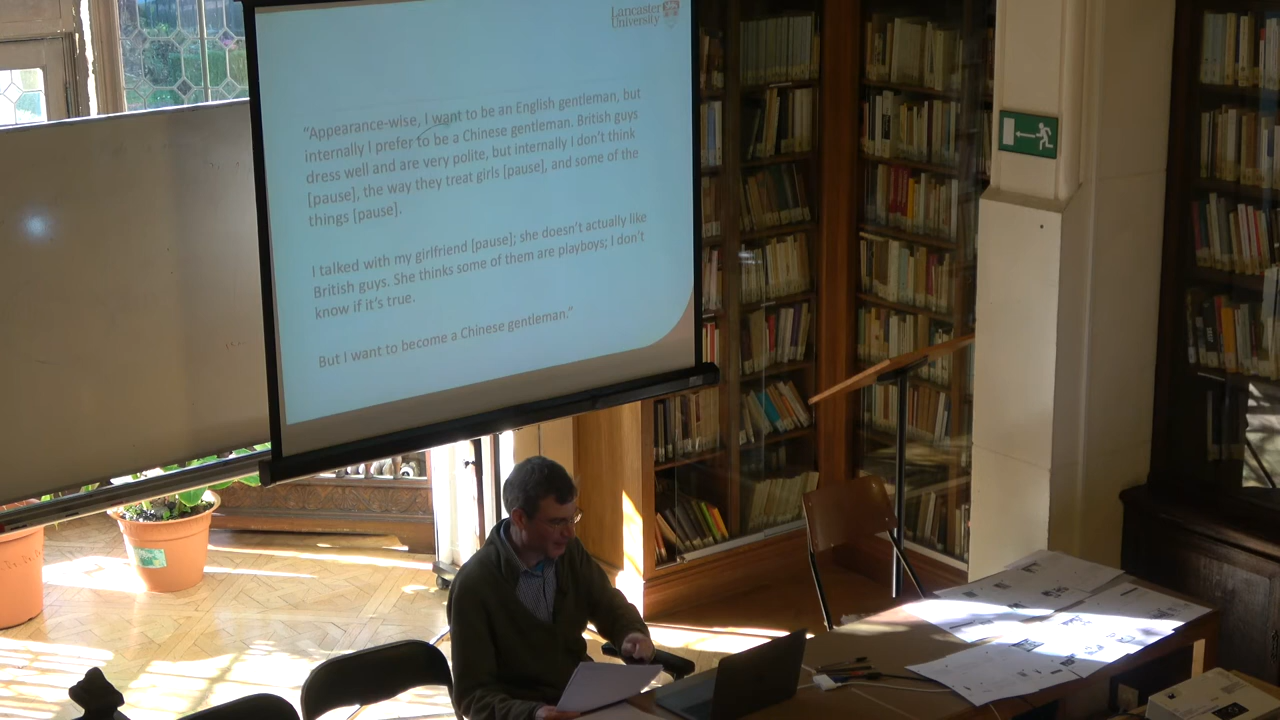 Lancaster
University
"Appearance-wise, I want to be an English gentleman, but
internally I prefer to be a Chinese gentleman. British guys
dress well and are very polite, but internally I don't think
[pause], the way they treat girls [pause], and some of the
things [pause].
I talked with my girlfriend [pause]; she doesn't actually like
British guys. She thinks some of them are playboys; I don't
know if it's true.
But I want to become a Chinese gentleman."